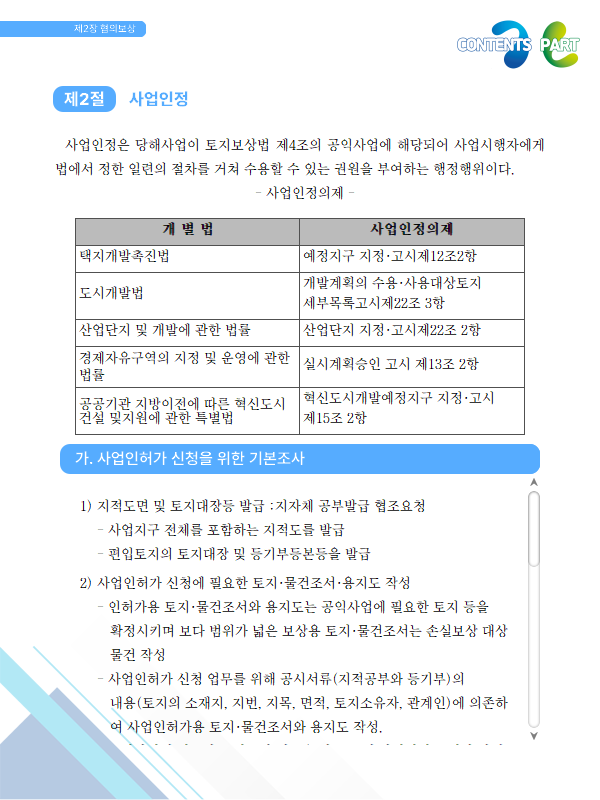 제2장 협의보상
CONTENTS PART
제2절 사업인정
사업인정은 당해사업이 토지보상법 제4조의 공익사업에 해당되어 사업시행자에게
법에서 정한 일련의 절차를 거쳐 수용할 수 있는 권원을 부여하는 행정행위이다.
- 사업인정의제 -
개 별 법 사업인정의제
택지개발촉진법 예정지구 지정·고시제12조2항
도시개발법 개발계획의 수용·사용대상토지
세부목록고시제22조 3항
산업단지 및 개발에 관한 법률 산업단지 지정·고시제22조 2항
경제자유구역의 지정 및 운영에 관한
법률
실시계획승인 고시 제13조 2항
공공기관 지방이전에 따른 혁신도시
건설 및지원에 관한 특별법
혁신도시개발예정지구 지정·고시
제15조 2항
가. 사업인허가 신청을 위한 기본조사
1) 지적도면 및 토지대장등 발급 :지자체 공부발급 협조요청
- 사업지구 전체를 포함하는 지적도를 발급
- 편입토지의 토지대장 및 등기부등본등을 발급
2) 사업인허가 신청에 필요한 토지·물건조서·용지도 작성
- 인허가용 토지·물건조서와 용지도는 공익사업에 필요한 토지 등을
확정시키며 보다 범위가 넓은 보상용 토지·물건조서는 손실보상 대상
물건 작성
- 사업인허가 신청 업무를 위해 공시서류(지적공부와 등기부)의
내용(토지의 소재지, 지번, 지목, 면적, 토지소유자, 관계인)에 의존하
여 사업인허가용 토지·물건조서와 용지도 작성.